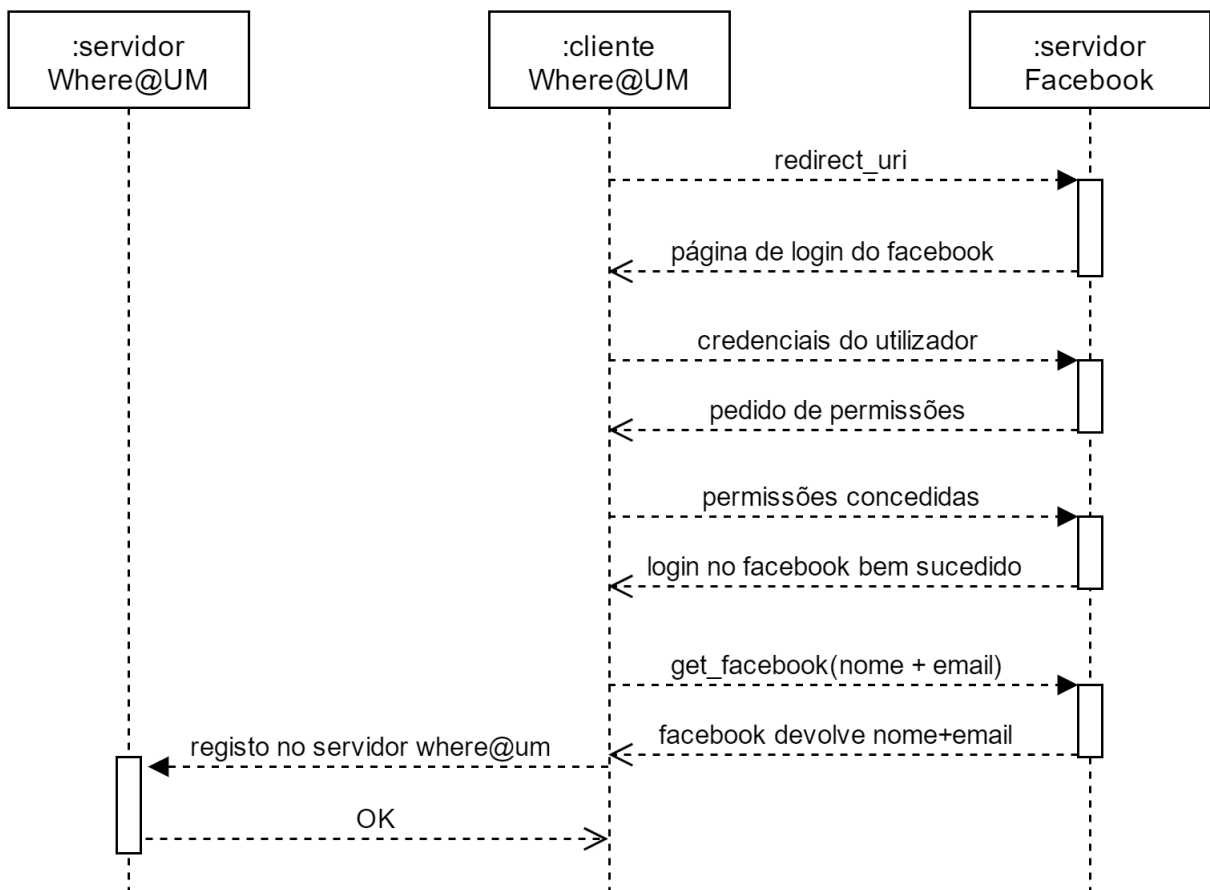 :servidor
Where@UM
:cliente
Where@UM
:servidor
Facebook
redirect_uri
página de login do facebook
credenciais do utilizador
pedido de permissões
permissões concedidas
login no facebook bem sucedido
get_facebook(nome + email)
facebook devolve nome+email
registo no servidor where@um
OK